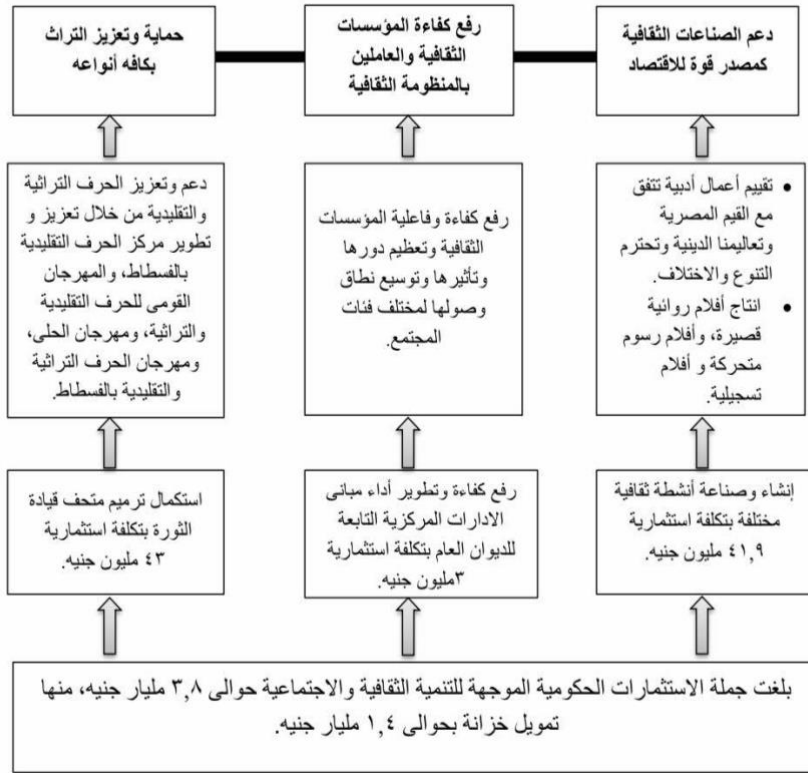 دعم الصناعات الثقافية
كمصدر قوة للاقتصاد
رفع كفاءة المؤسسات
الثقافية والعاملين
بالمنظومة الثقافية
حماية وتعزيز التراث
بكافه أنواعه
• تقييم أعمال أدبية تتفق
مع القيم المصرية
وتعاليمنا الدينية وتحترم
التنوع والاختلاف.
• انتاج أفلام روائية
قصيرة، وأفلام رسوم
متحركة و أفلام
تسجيلية.
رفع كفاءة وفاعلية المؤسسات
الثقافية وتعظيم دورها
وتأثيرها وتوسيع نطاق
وصولها لمختلف فئات
المجتمع.
دعم وتعزيز الحرف التراثية
والتقليدية من خلال تعزيز و
تطوير مركز الحرف التقليدية
بالفسطاط، والمهرجان
القومى للحرف التقليدية
والتراثية، ومهرجان الحلى،
ومهرجان الحرف التراثية
والتقليدية بالفسطاط.
إنشاء وصناعة أنشطة ثقافية
مختلفة بتكلفة استثمارية
٤١,٩ مليون جنيه.
رفع كفاءة وتطوير أداء مبانى
الادارات المركزية التابعة
للديوان العام بتكلفة استثمارية
٣مليون جنيه.
استكمال ترميم متحف قيادة
الثورة بتكلفة استثمارية
٤٣ مليون جنيه.
بلغت جملة الاستثمارات الحكومية الموجهة للتنمية الثقافية والاجتماعية حوالى ٣,٨ مليار جنيه، منها
تمويل خزانة بحوالى ١,٤ مليار جنيه.